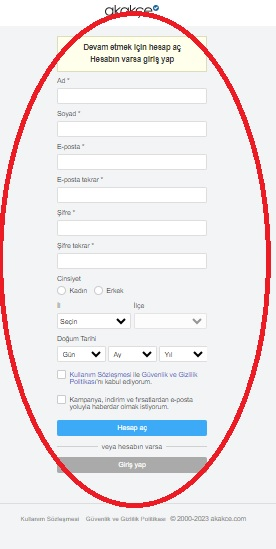 akakçe
Devam etmek için hesap aç
Hesabın varsa giriş yap
Ad *
Soyad *
E-posta *
E-posta tekrar *
Şifre *
Şifre tekrar *
Cinsiyet
Kadın Erkek
İl İlçe
Seçin
Doğum Tarihi
Gün Ay Yıl
Kullanım Sözleşmesi ile Güvenlik ve Gizlilik
Politikası'nı kabul ediyorum.
Kampanya, indirim ve fırsatlardan e-posta
yoluyla haberdar olmak istiyorum.
Hesap aç
veya hesabın varsa
Giriş yap
Kullanım Sözleşmesi Güvenlik ve Gizlilik Politikası © 2000-2023 akakce.com